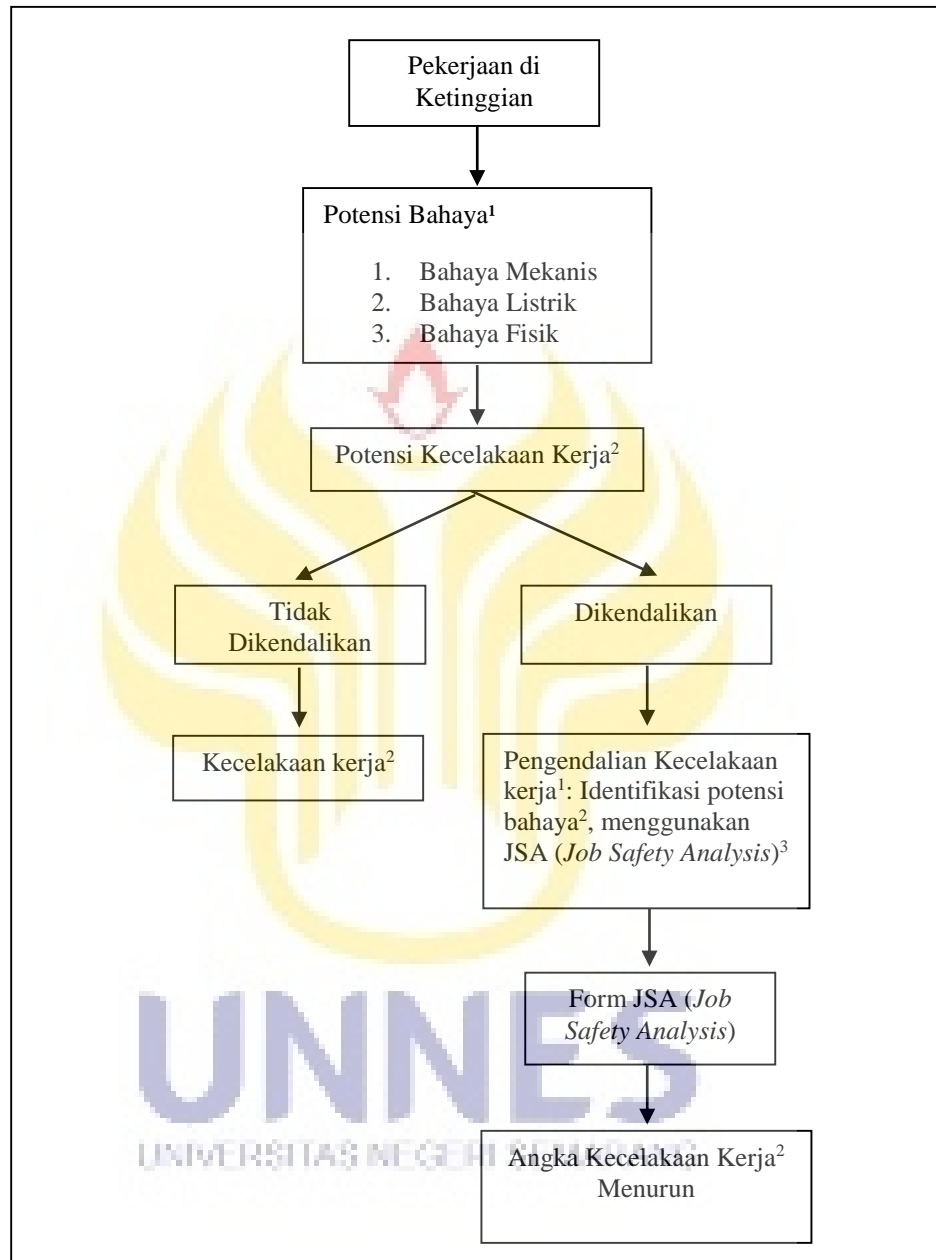 Pekerjaan di
Ketinggian
Potensi Bahaya¹
1. Bahaya Mekanis
2. Bahaya Listrik
3. Bahaya Fisik
Potensi Kecelakaan Kerja²
Tidak
Dikendalikan
Dikendalikan
Kecelakaan kerja²
Pengendalian Kecelakaan
kerja¹: Identifikasi potensi
bahaya², menggunakan
JSA (Job Safety Analysis)³
Form JSA (Job
Safety Analysis)
UNNES
UNIVERSITAS NEGERI SEMARANG
Angka Kecelakaan Kerja²
Menurun